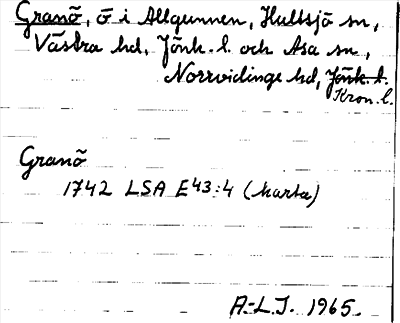 Granö, ö i Allgunnen, Hultsjö sn,
Västra hd, Jönk. l. och Asa sn,
Norrvidinge hd, Jönk. l.
Kron. l.
Granö
1742 LSA E43:4 (karta)
A-L.J. 1965.